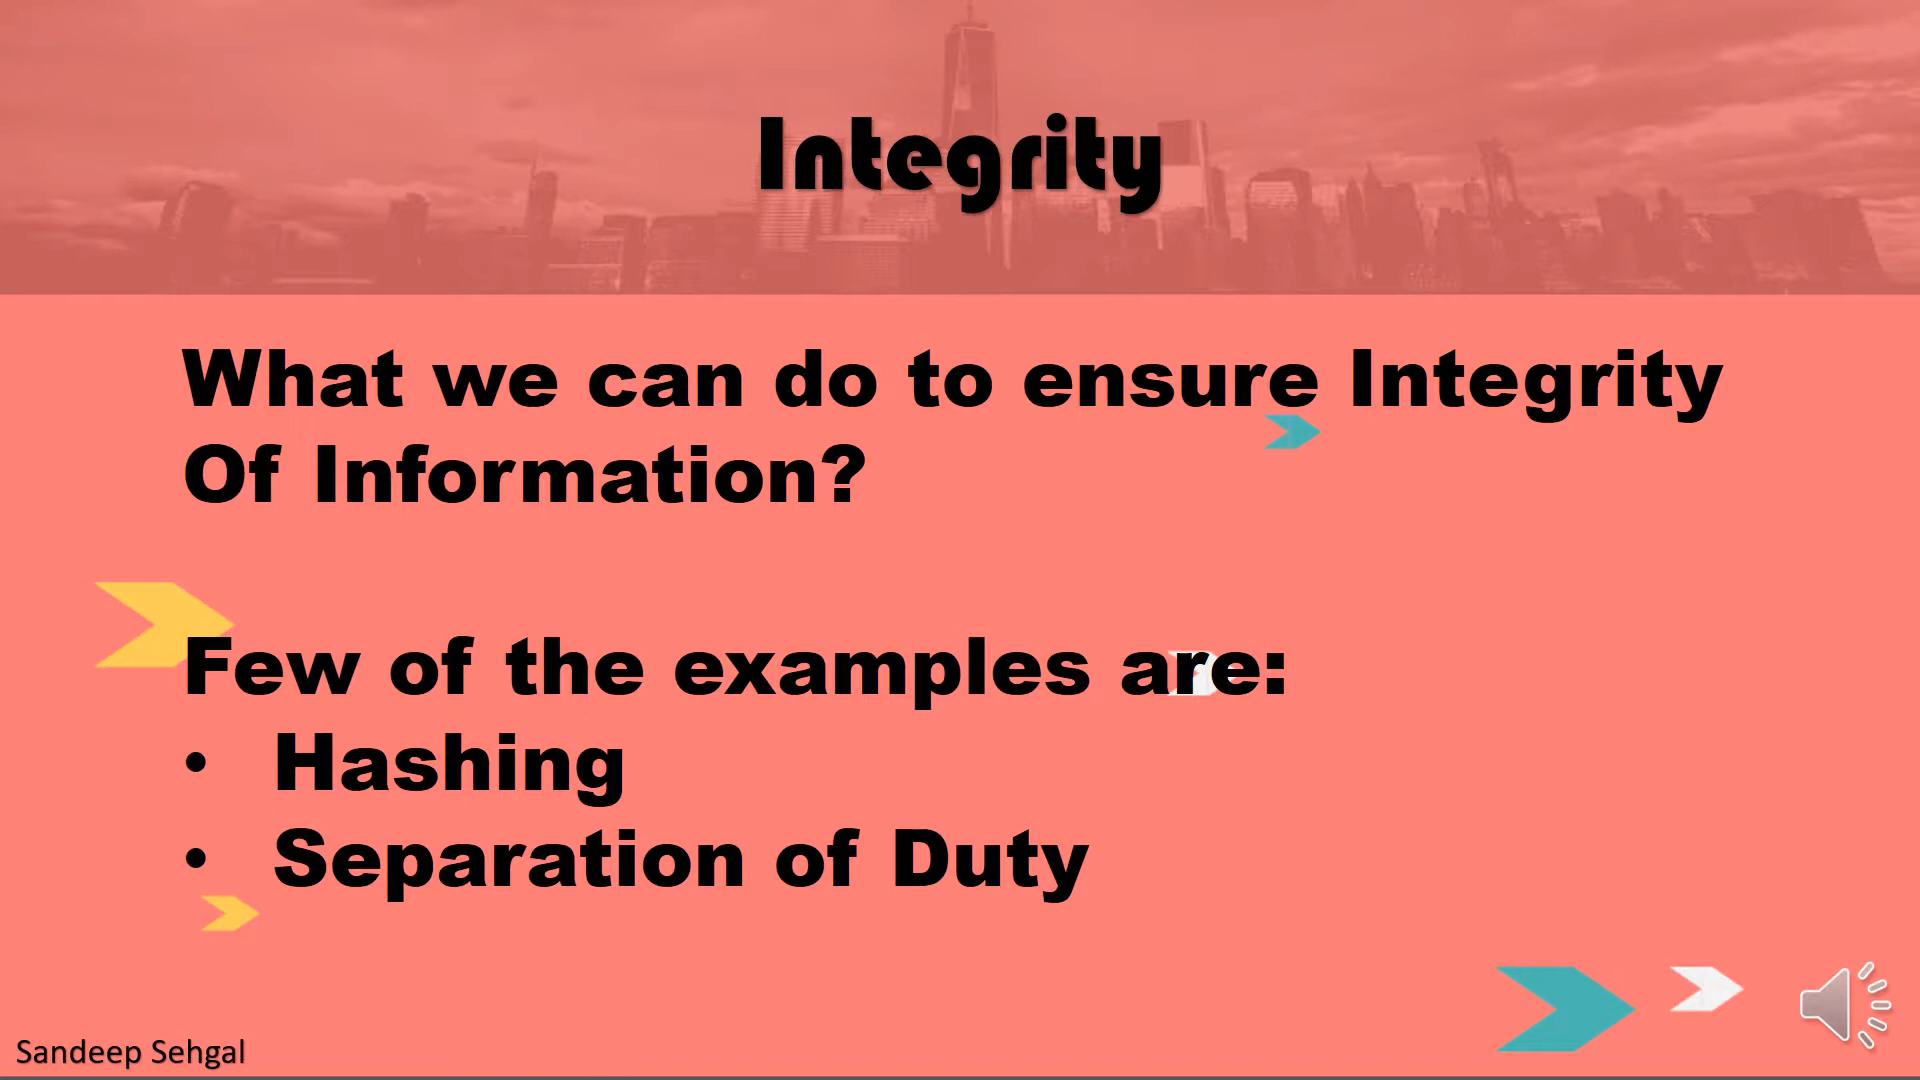 Integrity
What we can do to ensure Integrity
Of Information?
Few of the examples are:
• Hashing
• Separation of Duty
Sandeep Sehgal